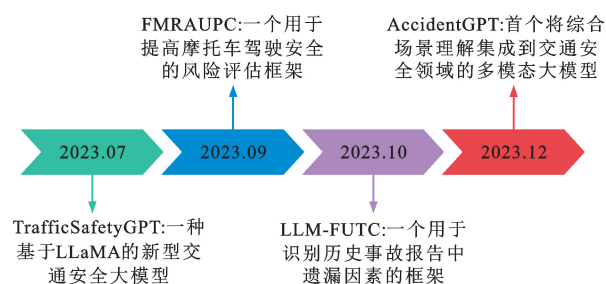 FMRAUPC:一个用于
提高摩托车驾驶安全
的风险评估框架
AccidentGPT:首个将综合
场景理解集成到交通安
全领域的多模态大模型
2023.07
2023.09
2023.10
2023.12
TrafficSafetyGPT:一种
基于LLaMA的新型交
通安全大模型
LLM-FUTC:一个用于
识别历史事故报告中
遗漏因素的框架